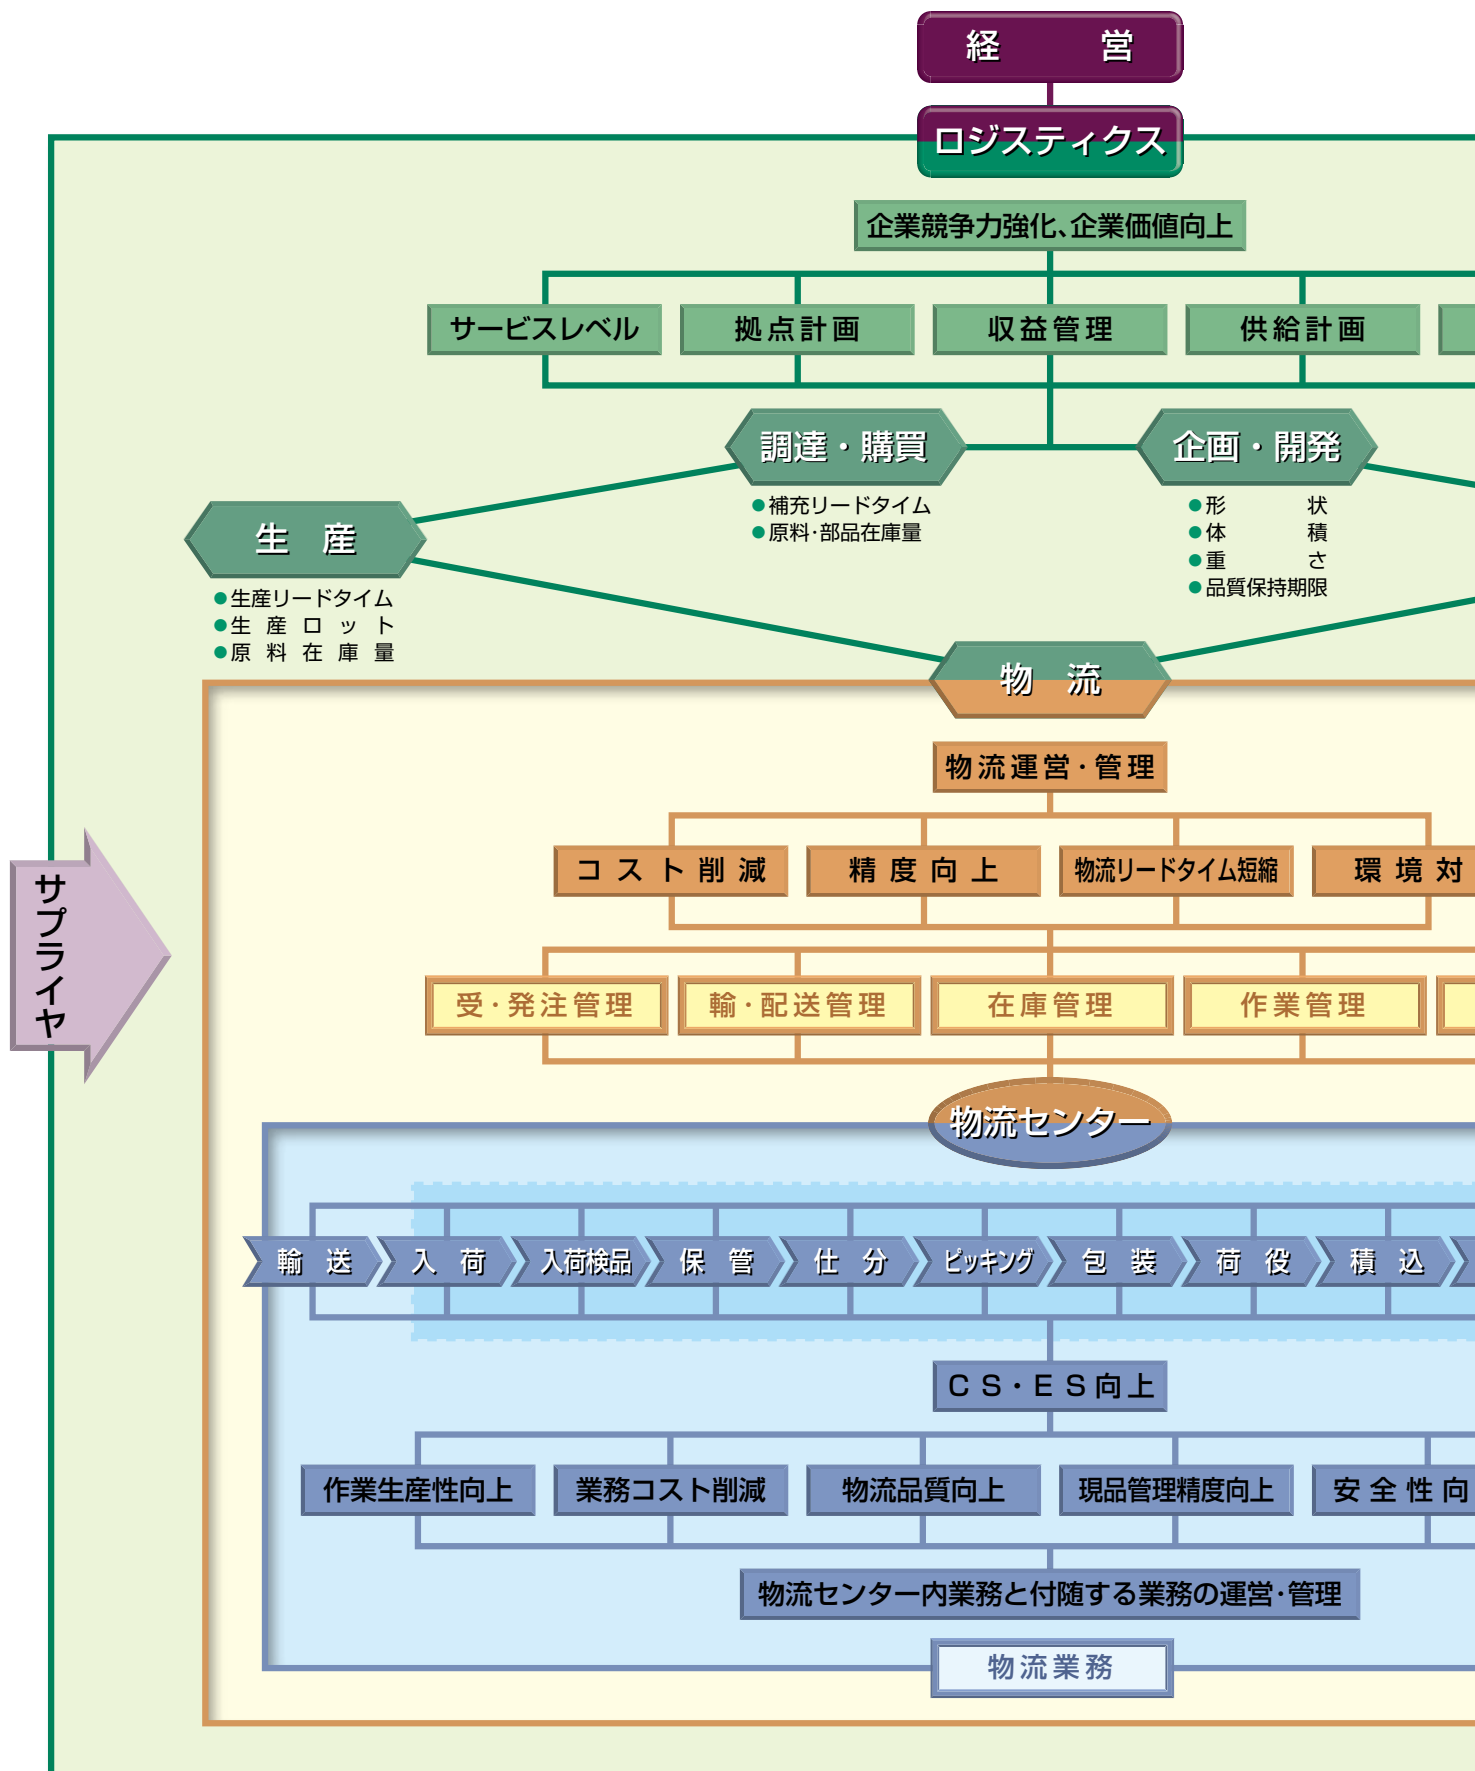 経営
ロジスティクス
企業競争力強化、企業価値向上
サービスレベル
拠点計画
収益管理
供給計画
調達・購買
企画・開発
●補充リードタイム
●原料・部品在庫量
●形状
●体積
●重さ
●品質保持期限
生産
●生産リードタイム
●生産ロット
●原料在庫量
物流
物流運営・管理
コスト削減
精度向上
物流リードタイム短縮
環境対
サプライヤ
受・発注管理
輸・配送管理
在庫管理
作業管理
物流センター
輸送
入荷
入荷検品
保管
仕分
ピッキング
包装
荷役
積込
CS・ES向上
作業生産性向上
業務コスト削減
物流品質向上
現品管理精度向上
安全性向
物流センター内業務と付随する業務の運営・管理
物流業務